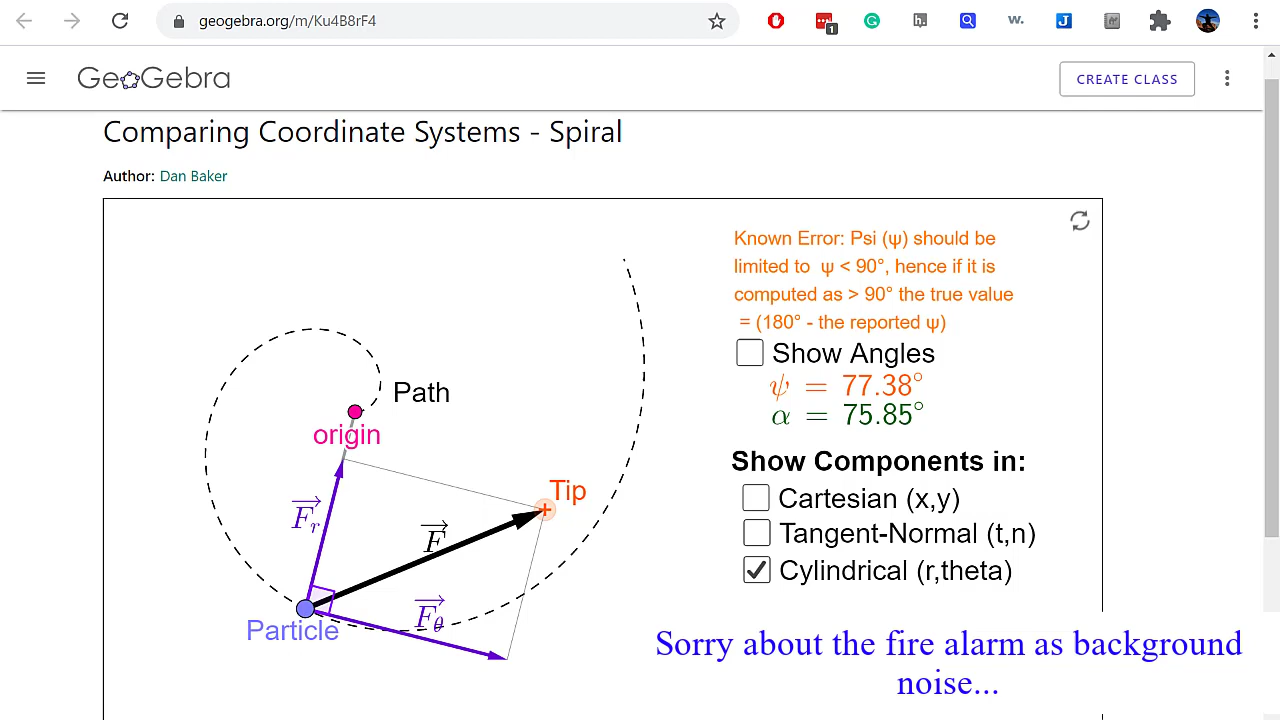 geogebra.org/m/Ku4B8rF4
1
h.
w.
J
GeoGebra
CREATE CLASS
Comparing Coordinate Systems - Spiral
Author: Dan Baker
Known Error: Psi (ψ) should be
limited to ψ < 90°, hence if it is
computed as > 90° the true value
= (180° - the reported ψ)
Show Angles
ψ = 77.38°
α = 75.85°
Path
origin
Show Components in:
Cartesian (x,y)
Tangent-Normal (t,n)
Cylindrical (r,theta)
Tip
F⃗r
F⃗
F⃗θ
Particle
Sorry about the fire alarm as background
noise...